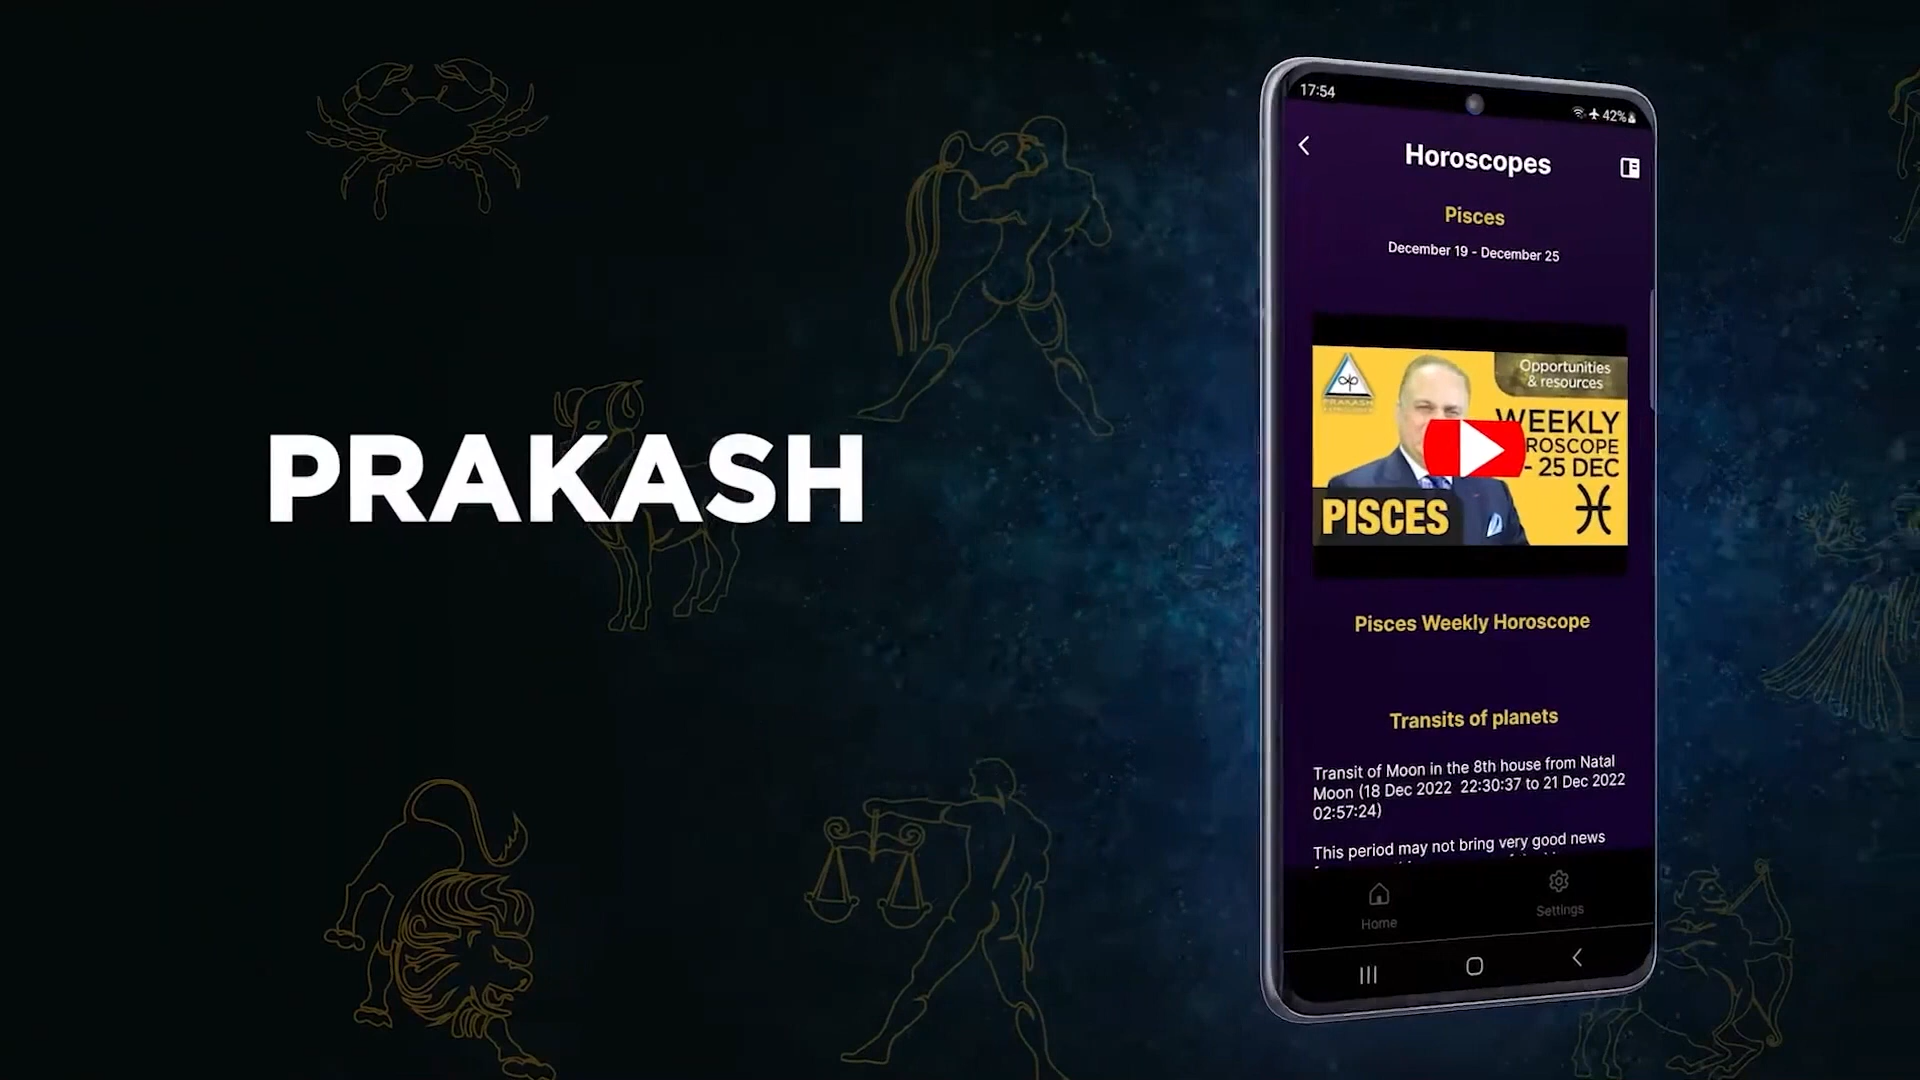 PRAKASH
17:54
42%
Horoscopes
Pisces
December 19 - December 25
PRAKASH
Opportunities
& resources
WEEKLY
ROSCOPE
- 25 DEC
PISCES
Pisces Weekly Horoscope
Transits of planets
Transit of Moon in the 8th house from Natal
Moon (18 Dec 2022 22:30:37 to 21 Dec 2022
02:57:24)
This period may not bring very good news
Home
Settings